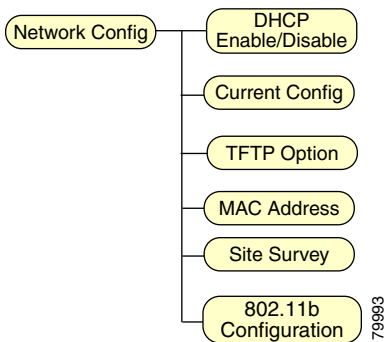 Network Config
DHCP
Enable/Disable
Current Config
TFTP Option
MAC Address
Site Survey
802.11b
Configuration
79993